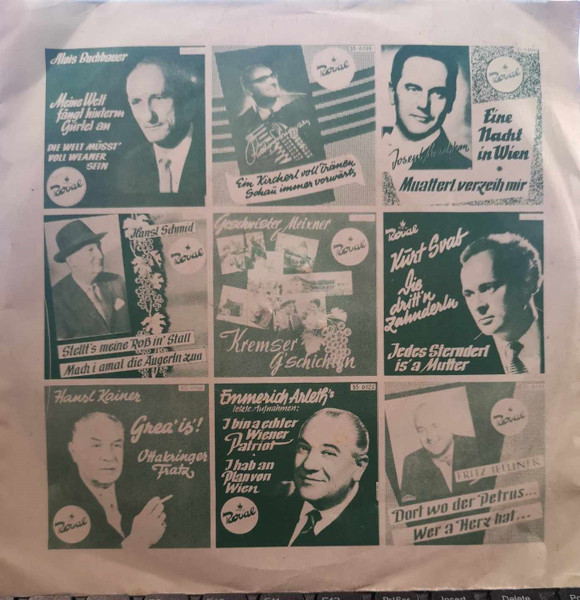 Alois Buchbauer
Meine Welt
fängt hinterm
Gürtel an
DIE WELT MÜSST'
VOLL WEANER
SEIN
Royal
Royal
Ein Kircherl voll Tränen
Schau immer vorwärts
Royal
Eine
Nacht
in Wien
Muatterl verzeih mir
Hansl Schmid
Royal
Stellt's meine Roß in' Stall
Mach i amal die Äugerln zua
Geschwister Meixner
Royal
Kremser
G'schichten
Royal
Kurt Svab
Die
dritt'n
Zahnderln
Jedes Sternderl
is a Mutter
Hansl Kainer
Grea' is'!
Ottakringer
Fratz
Royal
Emmerich Arleth's
letzte Aufnahmen:
I bin a echter
Wiener
Patriot
I hab an
Plan von
Wien
Royal
Royal
FRITZ JELLINEK
Dort wo der Petrus...
Wer a Herz hat...
Insert
Delete